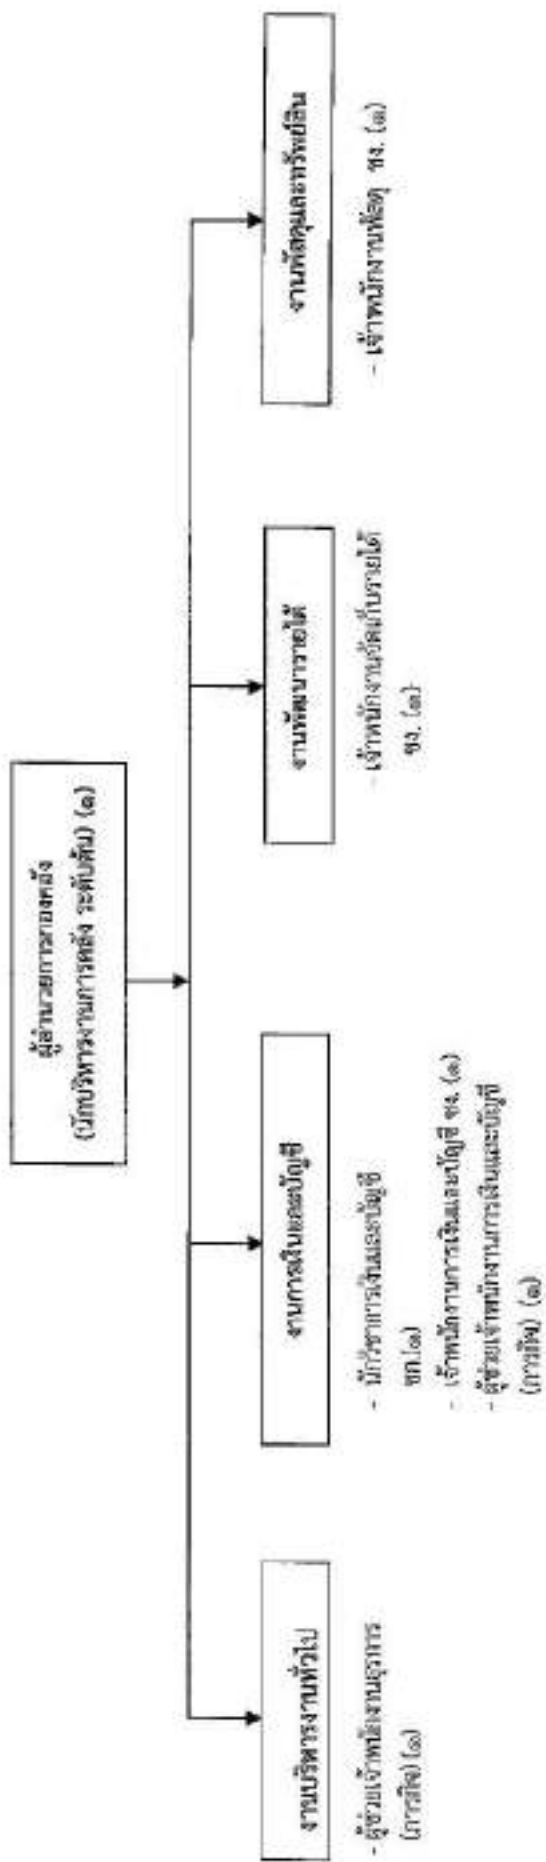 ผู้อำนวยการกองคลัง
(นักบริหารงานการคลัง ระดับต้น) (๑)
งานบริหารงานทั่วไป
- ผู้ช่วยเจ้าพนักงานธุรการ
(ภารกิจ) (๑)
งานการเงินและบัญชี
- นักวิชาการเงินและบัญชี
ชก.(๑)
- เจ้าพนักงานการเงินและบัญชี ชง. (๑)
- ผู้ช่วยเจ้าพนักงานการเงินและบัญชี
(ภารกิจ) (๑)
งานพัฒนารายได้
- เจ้าพนักงานจัดเก็บรายได้
ชง. (๑)
งานพัสดุและทรัพย์สิน
- เจ้าพนักงานพัสดุ ชง. (๑)